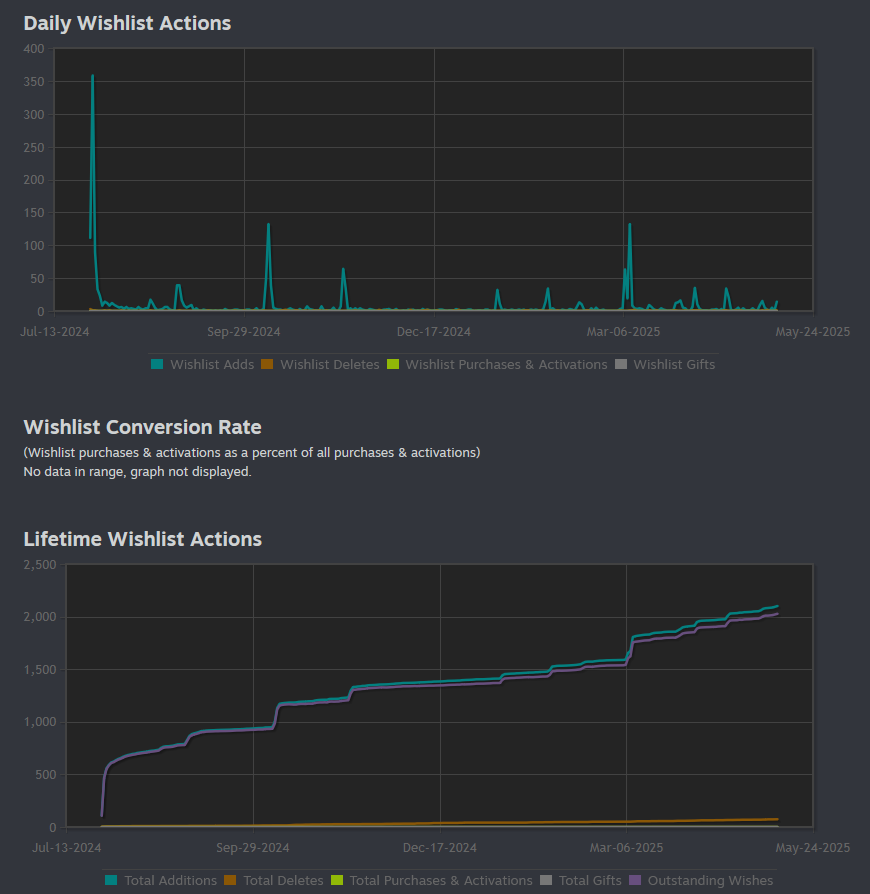 Daily Wishlist Actions
400
350
300
250
200
150
100
50
0
Jul-13-2024 Sep-29-2024 Dec-17-2024 Mar-06-2025 May-24-2025
Wishlist Adds Wishlist Deletes Wishlist Purchases & Activations Wishlist Gifts
Wishlist Conversion Rate
(Wishlist purchases & activations as a percent of all purchases & activations)
No data in range, graph not displayed.
Lifetime Wishlist Actions
2,500
2,000
1,500
1,000
500
0
Jul-13-2024 Sep-29-2024 Dec-17-2024 Mar-06-2025 May-24-2025
Total Additions Total Deletes Total Purchases & Activations Total Gifts Outstanding Wishes